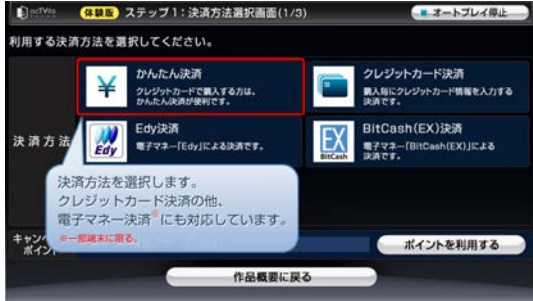 acTVila
体験版 ステップ1:決済方法選択画面(1/3)
オートプレイ停止
利用する決済方法を選択してください。
決済方法
かんたん決済
クレジットカードで購入する方は、
かんたん決済が便利です。
クレジットカード決済
購入毎にクレジットカード情報を入力する
決済です。
Edy
Edy決済
電子マネー「Edy」による決済です。
EX
BitCash
BitCash(EX)決済
電子マネー「BitCash(EX)」による
決済です。
決済方法を選択します。
クレジットカード決済の他、
電子マネー決済※にも対応しています。
※一部端末に限る。
キャン
ポイント
ポイントを利用する
作品概要に戻る